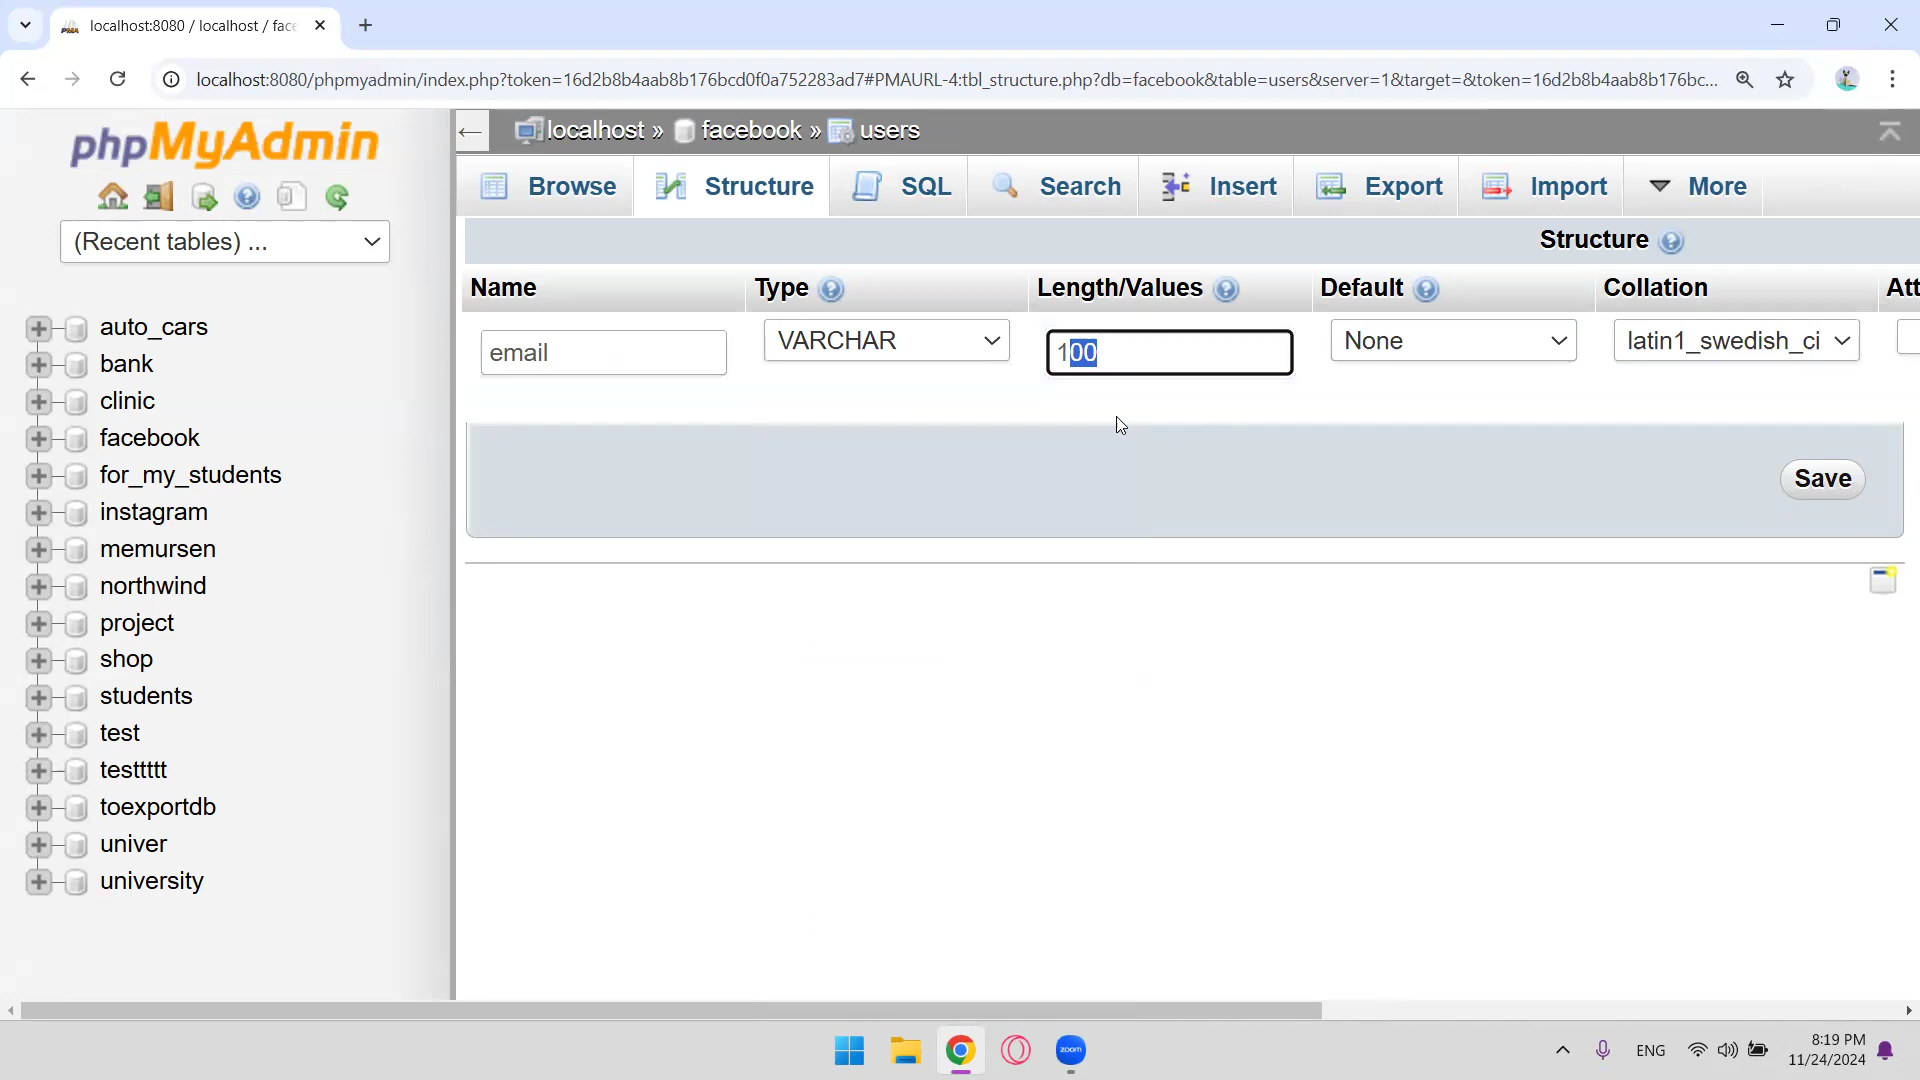 localhost:8080 / localhost / face
localhost:8080/phpmyadmin/index.php?token=16d2b8b4aab8b176bcd0f0a752283ad7#PMAURL-4:tbl_structure.php?db=facebook&table=users&server=1&target=&token=16d2b8b4aab8b176bc...
phpMyAdmin
(Recent tables) ...
auto_cars
bank
clinic
facebook
for_my_students
instagram
memursen
northwind
project
shop
students
test
testtttt
toexportdb
univer
university
localhost » facebook » users
Browse Structure SQL Search Insert Export Import More
Structure
Name Type Length/Values Default Collation Att
email VARCHAR 100 None latin1_swedish_ci
Save
zoom
ENG
8:19 PM
11/24/2024